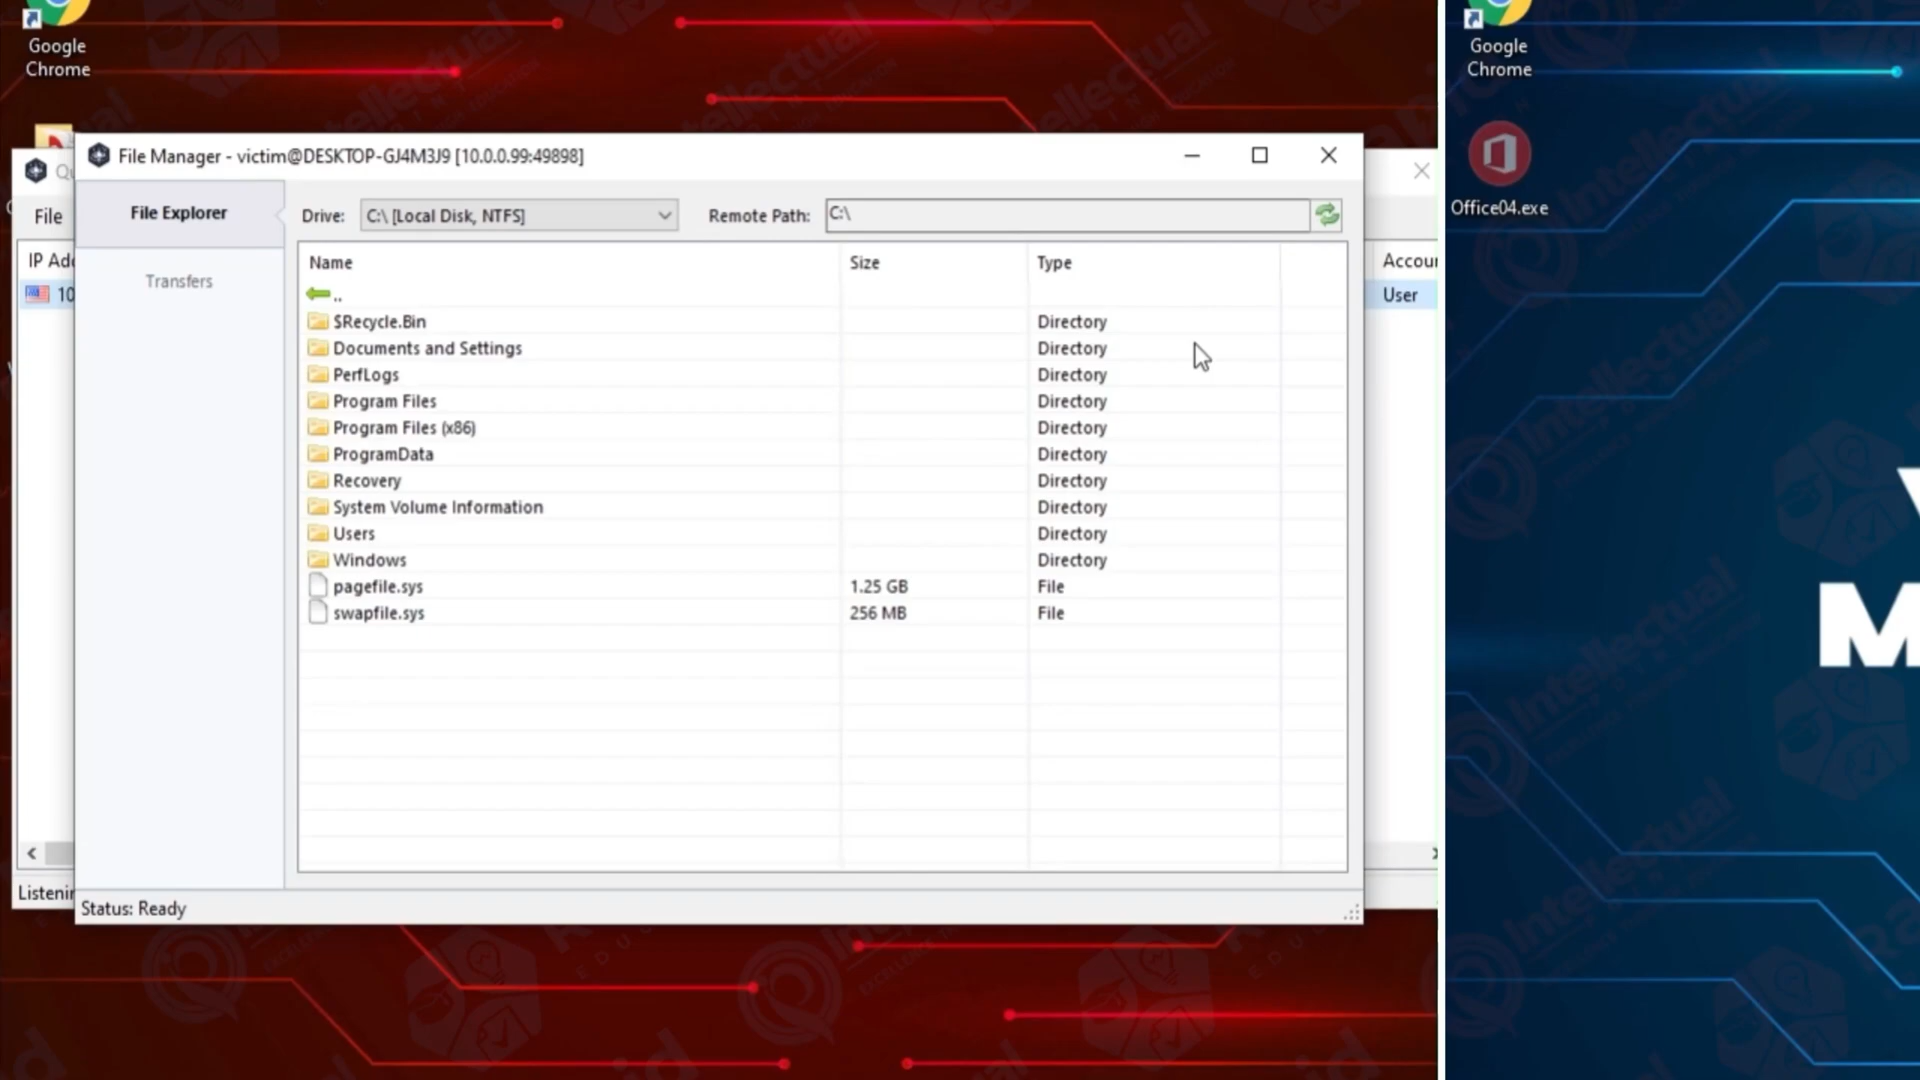 Google
Chrome
File Manager - victim@DESKTOP-GJ4M3J9 [10.0.0.99:49898]
File
IP Add
10
Listenin
File Explorer
Transfers
Drive:
C:\ [Local Disk, NTFS]
Remote Path:
C:\
Name Size Type
..
$Recycle.Bin Directory
Documents and Settings Directory
PerfLogs Directory
Program Files Directory
Program Files (x86) Directory
ProgramData Directory
Recovery Directory
System Volume Information Directory
Users Directory
Windows Directory
pagefile.sys 1.25 GB File
swapfile.sys 256 MB File
Status: Ready
Accoun
User
Google
Chrome
Office04.exe
V
M